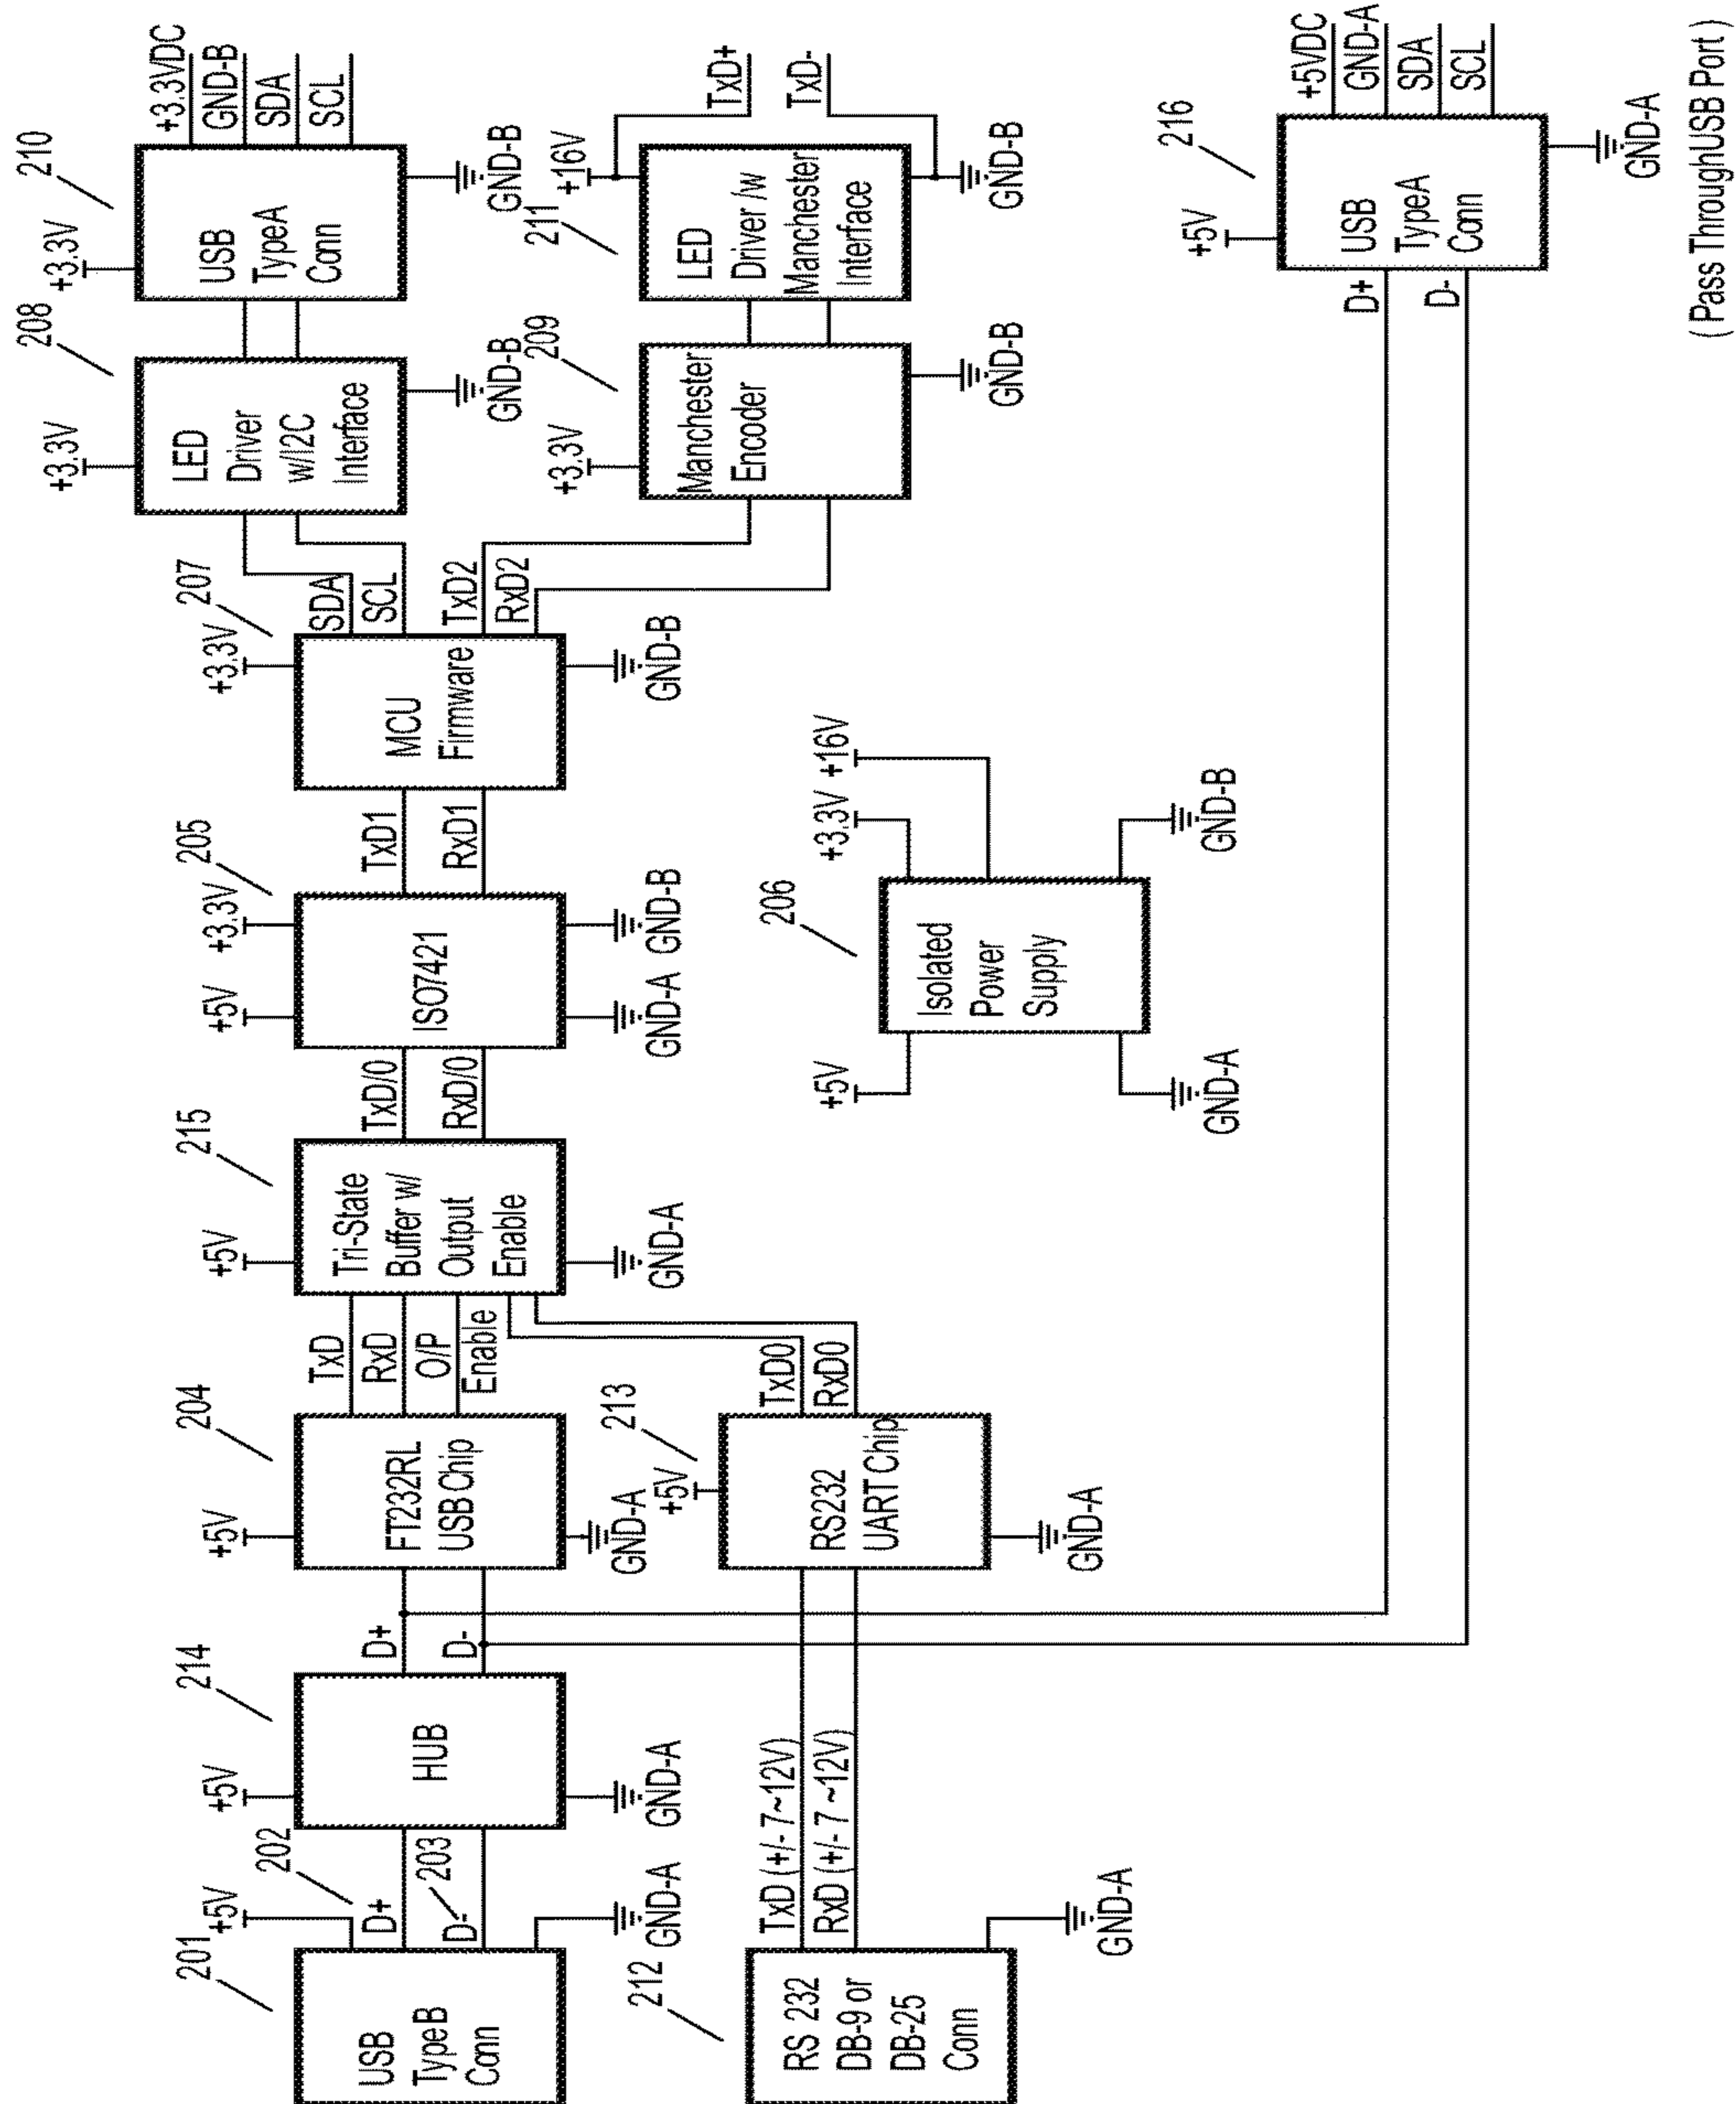 201
+5V
USB
TypeB
Conn
202
D+
203
D-
GND-A
214
+5V
HUB
GND-A
D+
D-
204
+5V
FT232RL
USB Chip
GND-A
TxD
RxD
O/P
Enable
215
+5V
Tri-State
Buffer w/
Output
Enable
GND-A
TxD/0
RxD/0
205
+5V
+3.3V
ISO7421
GND-A
GND-B
TxD1
RxD1
207
+3.3V
MCU
Firmware
GND-B
SDA
SCL
TxD2
RxD2
208
+3.3V
LED
Driver
w/I2C
Interface
GND-B
210
+3.3V
USB
TypeA
Conn
GND-B
+3.3VDC
GND-B
SDA
SCL
209
+3.3V
Manchester
Encoder
GND-B
211
+16V
LED
Driver /w
Manchester
Interface
GND-B
TxD+
TxD-
212
RS 232
DB-9 or
DB-25
Conn
GND-A
TxD (+/- 7~12V)
RxD (+/- 7~12V)
213
+5V
RS232
UART Chip
GND-A
TxD0
RxD0
206
+5V
+3.3V
+16V
Isolated
Power
Supply
GND-A
GND-B
216
+5V
D+
D-
USB
TypeA
Conn
GND-A
+5VDC
GND-A
SDA
SCL
( Pass ThroughUSB Port )